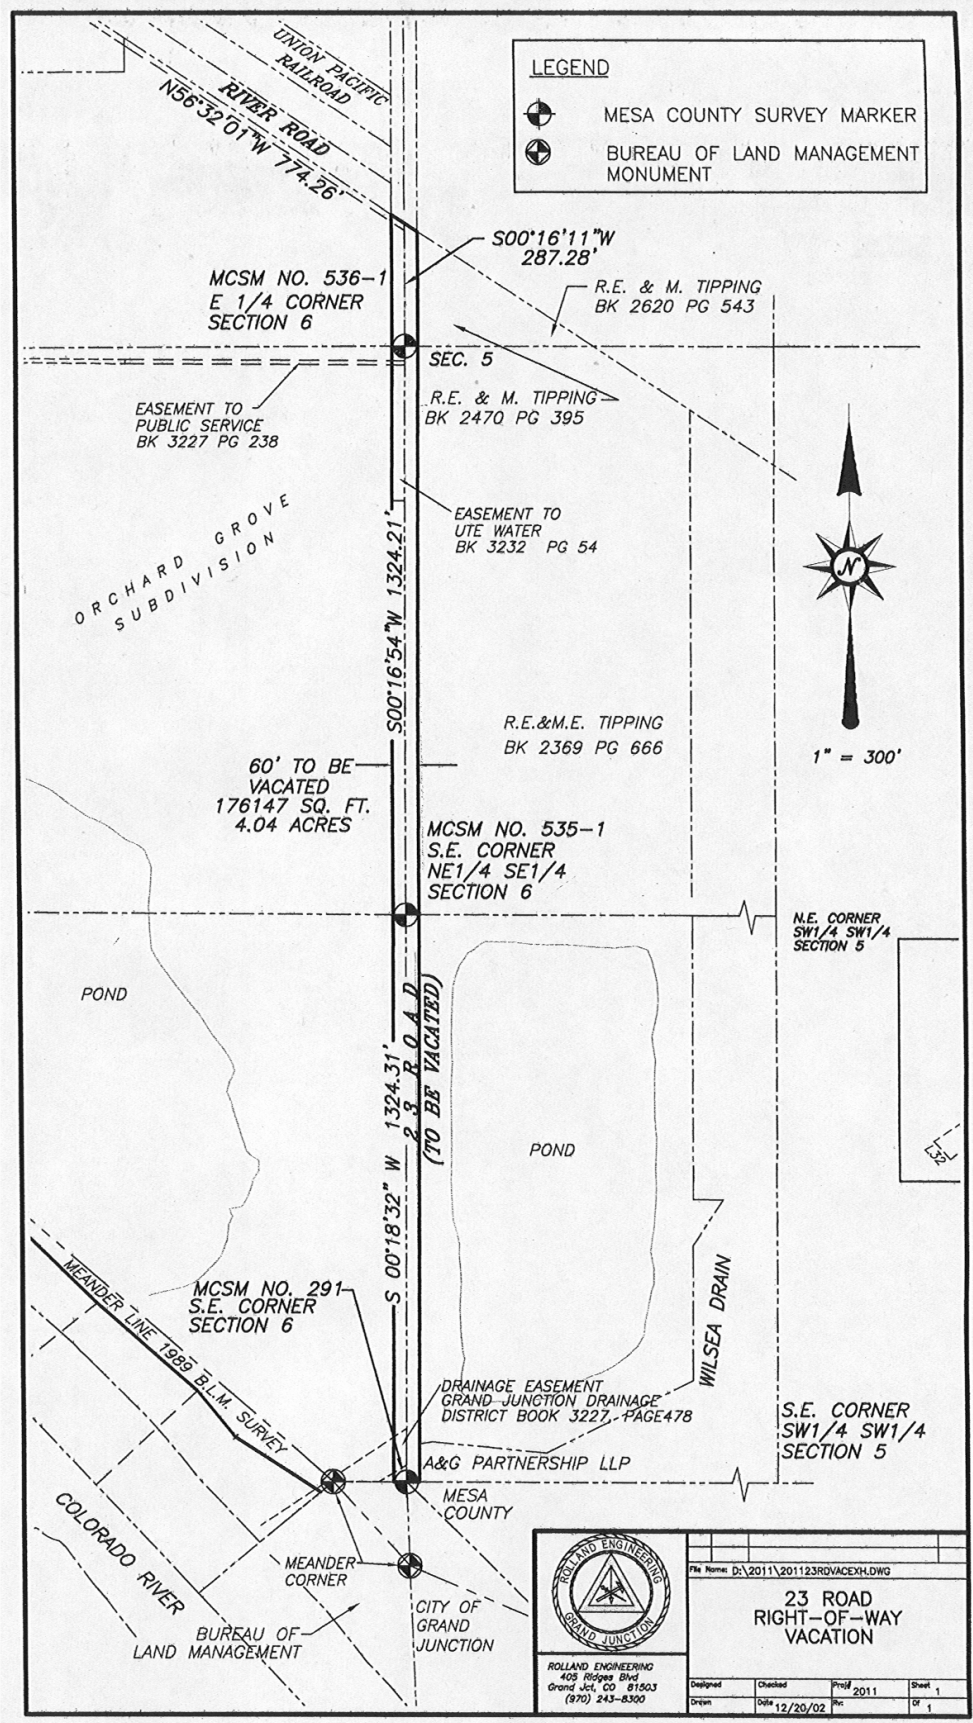 UNION PACIFIC
RAILROAD
RIVER ROAD
N56°32'01"W 774.26'
LEGEND
MESA COUNTY SURVEY MARKER
BUREAU OF LAND MANAGEMENT
MONUMENT
S00°16'11"W
287.28'
MCSM NO. 536-1
E 1/4 CORNER
SECTION 6
R.E. & M. TIPPING
BK 2620 PG 543
SEC. 5
R.E. & M. TIPPING
BK 2470 PG 395
EASEMENT TO
PUBLIC SERVICE
BK 3227 PG 238
EASEMENT TO
UTE WATER
BK 3232 PG 54
ORCHARD GROVE
SUBDIVISION
S00°16'54"W 1324.21'
N
1" = 300'
R.E.&M.E. TIPPING
BK 2369 PG 666
60' TO BE
VACATED
176147 SQ. FT.
4.04 ACRES
MCSM NO. 535-1
S.E. CORNER
NE1/4 SE1/4
SECTION 6
N.E. CORNER
SW1/4 SW1/4
SECTION 5
POND
23 ROAD
(TO BE VACATED)
S 00°18'32" W 1324.31'
POND
L32
MEANDER LINE 1989 B.L.M. SURVEY
MCSM NO. 291
S.E. CORNER
SECTION 6
WILSEA DRAIN
DRAINAGE EASEMENT
GRAND JUNCTION DRAINAGE
DISTRICT BOOK 3227, PAGE478
S.E. CORNER
SW1/4 SW1/4
SECTION 5
A&G PARTNERSHIP LLP
MESA
COUNTY
COLORADO RIVER
MEANDER
CORNER
CITY OF
GRAND
JUNCTION
BUREAU OF
LAND MANAGEMENT
ROLLAND ENGINEERING
GRAND JUNCTION
ROLLAND ENGINEERING
405 Ridges Blvd
Grand Jct, CO 81503
(970) 243-8300
File Name: D:\2011\201123RDVACEXH.DWG
23 ROAD
RIGHT-OF-WAY
VACATION
Designed Checked Proj# 2011 Sheet 1
Drawn Date 12/20/02 Rv: Of 1